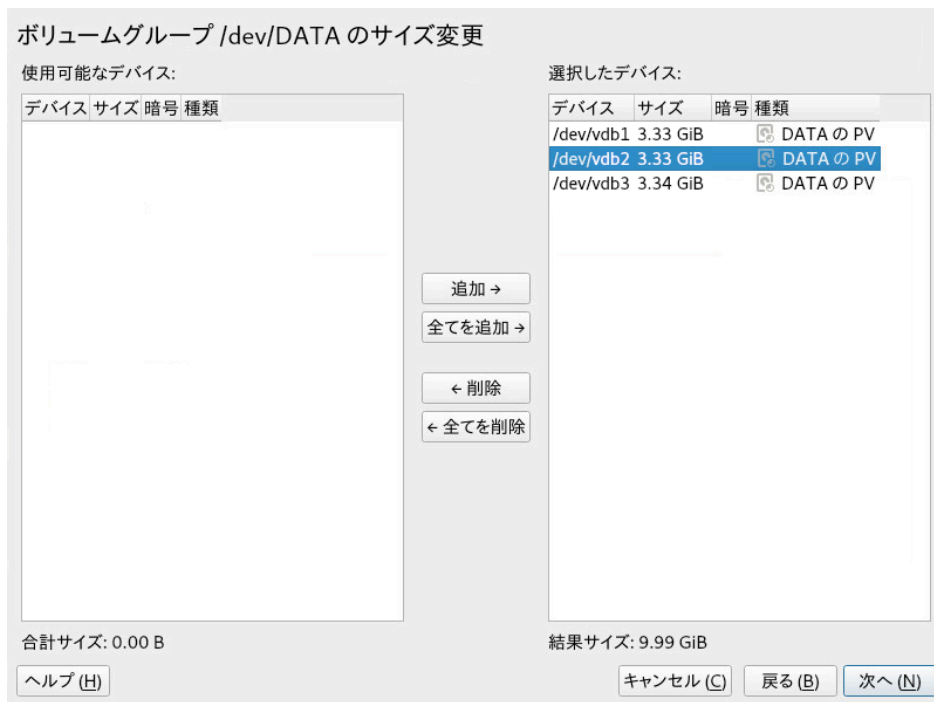 ボリュームグループ /dev/DATA のサイズ変更
使用可能なデバイス:
デバイス サイズ 暗号 種類
選択したデバイス:
デバイス サイズ 暗号 種類
/dev/vdb1 3.33 GiB DATA の PV
/dev/vdb2 3.33 GiB DATA の PV
/dev/vdb3 3.34 GiB DATA の PV
追加 →
全てを追加 →
← 削除
← 全てを削除
合計サイズ: 0.00 B
結果サイズ: 9.99 GiB
ヘルプ (H)
キャンセル (C)
戻る (B)
次へ (N)